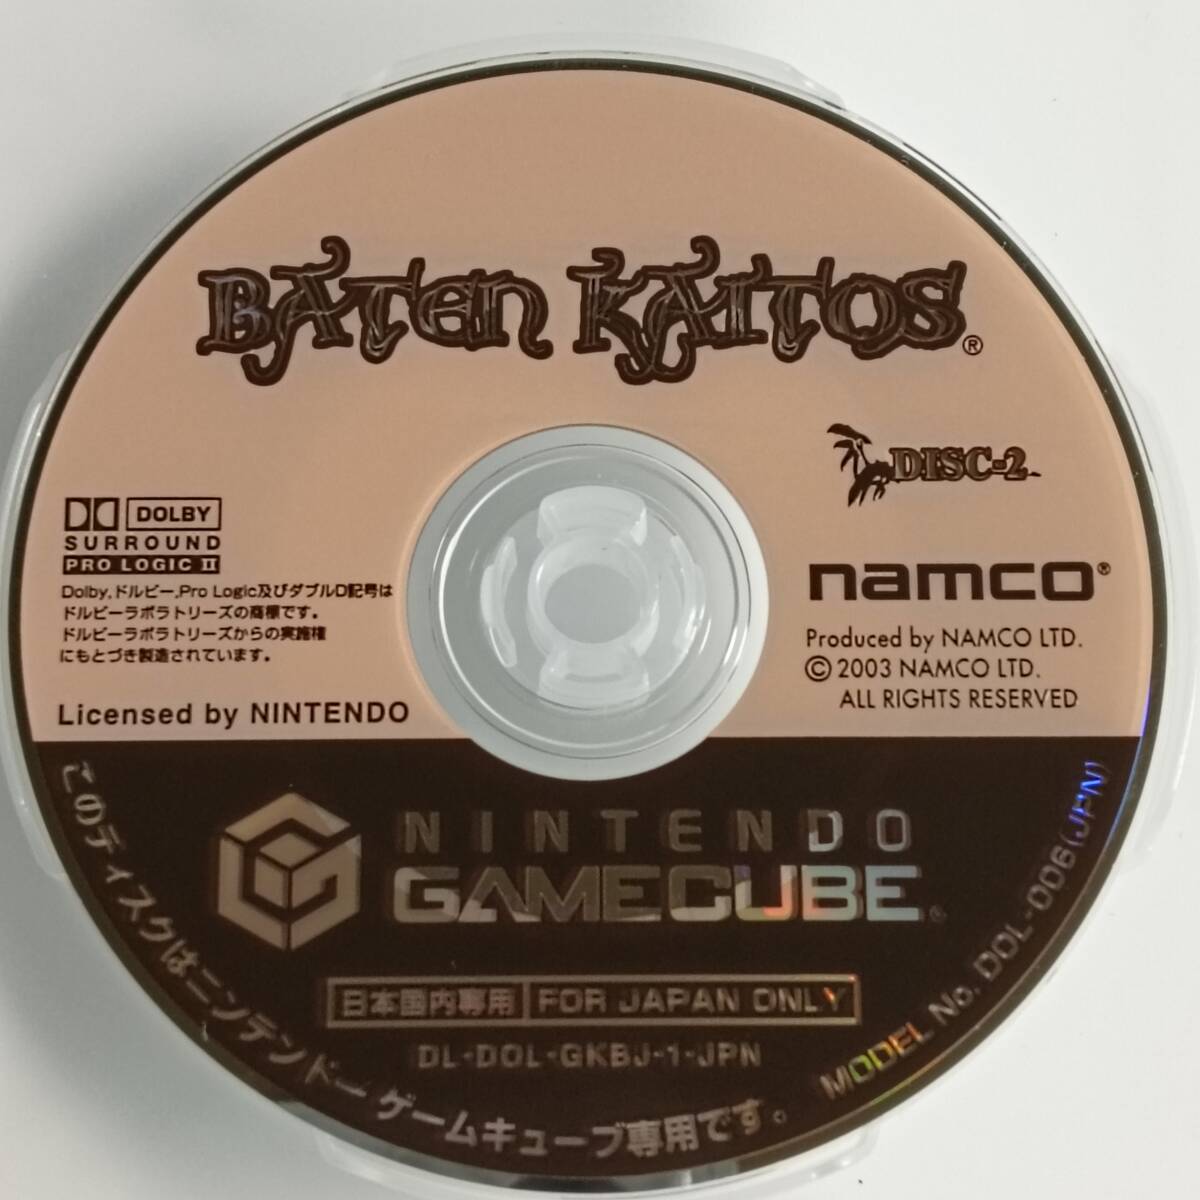 BATEN KAITOS®
DISC-2
DOLBY
SURROUND
PRO LOGIC II
Dolby,ドルビー,Pro Logic及びダブルD記号は
ドルビーラボラトリーズの商標です。
ドルビーラボラトリーズからの実施権
にもとづき製造されています。
Licensed by NINTENDO
namco®
Produced by NAMCO LTD.
© 2003 NAMCO LTD.
ALL RIGHTS RESERVED
NINTENDO
GAMECUBE®
日本国内専用 FOR JAPAN ONLY
DL-DOL-GKBJ-1-JPN
このディスクはニンテンドー ゲームキューブ専用です。
MODEL No. DOL-006(JPN)